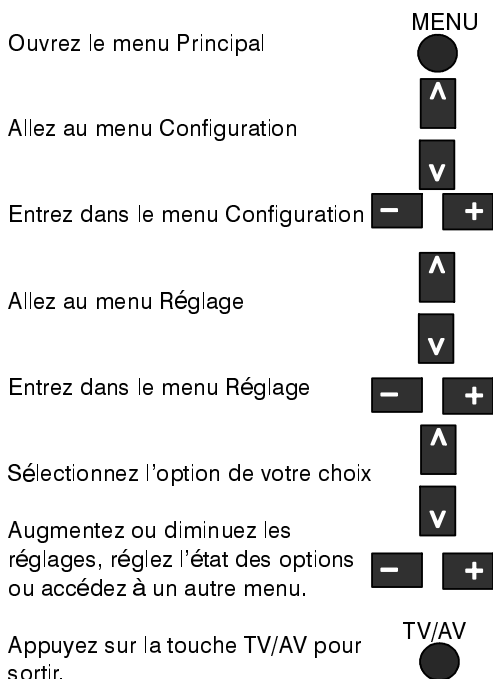 MENU
Ouvrez le menu Principal
^
Allez au menu Configuration
v
Entrez dans le menu Configuration − +
^
Allez au menu Réglage
v
Entrez dans le menu Réglage − +
^
Sélectionnez l'option de votre choix
v
Augmentez ou diminuez les
réglages, réglez l'état des options − +
ou accédez à un autre menu.
TV/AV
Appuyez sur la touche TV/AV pour
sortir.